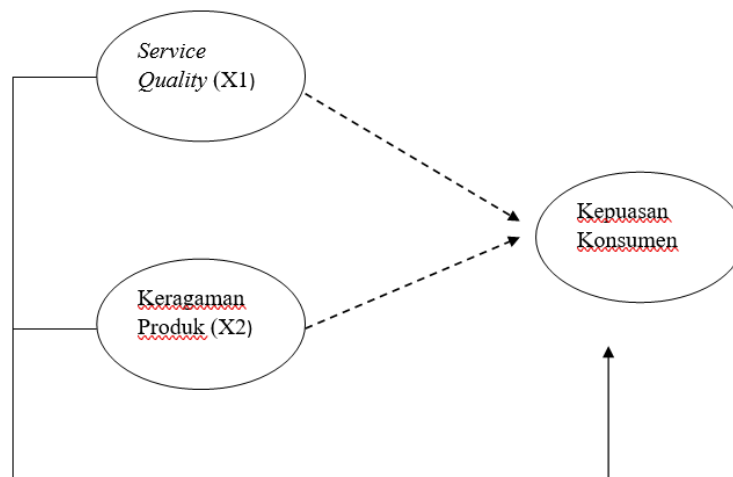 Service
Quality (X1)
Kepuasan
Konsumen
Keragaman
Produk (X2)